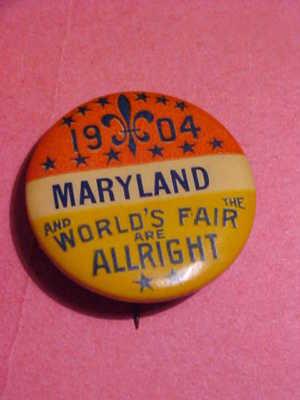 1904
MARYLAND
AND THE
WORLD'S FAIR
ARE
ALLRIGHT